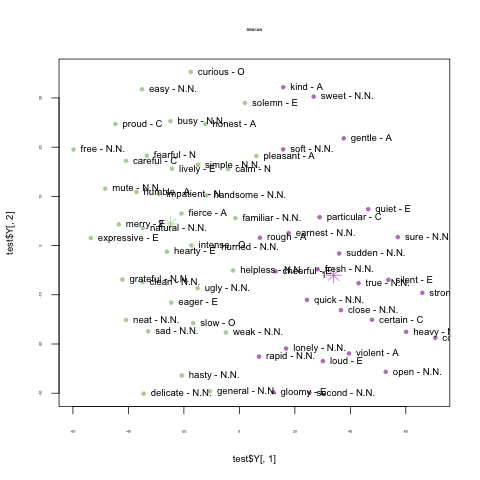 DBSCAN
curious - O
easy - N.N.
kind - A
sweet - N.N.
solemn - E
proud - C
busy - N.N.
honest - A
gentle - A
free - N.N.
fearful - N
soft - N.N.
careful - C
simple - N.N.
pleasant - A
lively - E
calm - N
mute - N.N.
humble - A
impatient - N
handsome - N.N.
fierce - A
familiar - N.N.
particular - C
quiet - E
merry - E
natural - N.N.
expressive - E
rough - A
earnest - N.N.
sure - N.N.
intense - O
hearty - E
sudden - N.N.
grateful - N.N.
clean - N.N.
helpless - N.N.
cheerful - E
fresh - N.N.
ugly - N.N.
true - N.N.
silent - E
stron
eager - E
quick - N.N.
close - N.N.
neat - N.N.
slow - O
certain - C
sad - N.N.
weak - N.N.
heavy - N
lonely - N.N.
rapid - N.N.
violent - A
loud - E
hasty - N.N.
open - N.N.
delicate - N.N.
general - N.N.
gloomy - E
second - N.N.
test$Y[, 2]
test$Y[, 1]